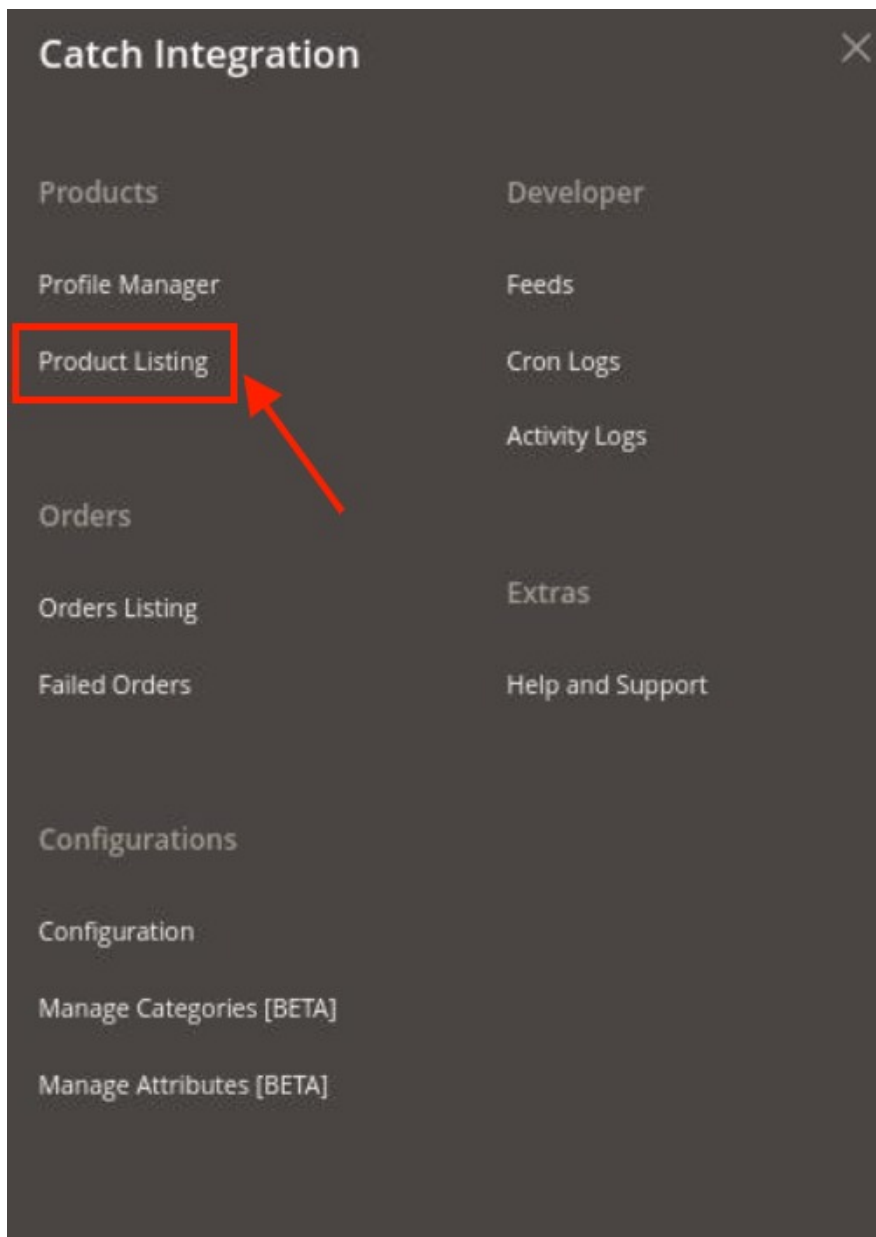 Catch Integration
Products
Profile Manager
Product Listing
Orders
Orders Listing
Failed Orders
Configurations
Configuration
Manage Categories [BETA]
Manage Attributes [BETA]
Developer
Feeds
Cron Logs
Activity Logs
Extras
Help and Support